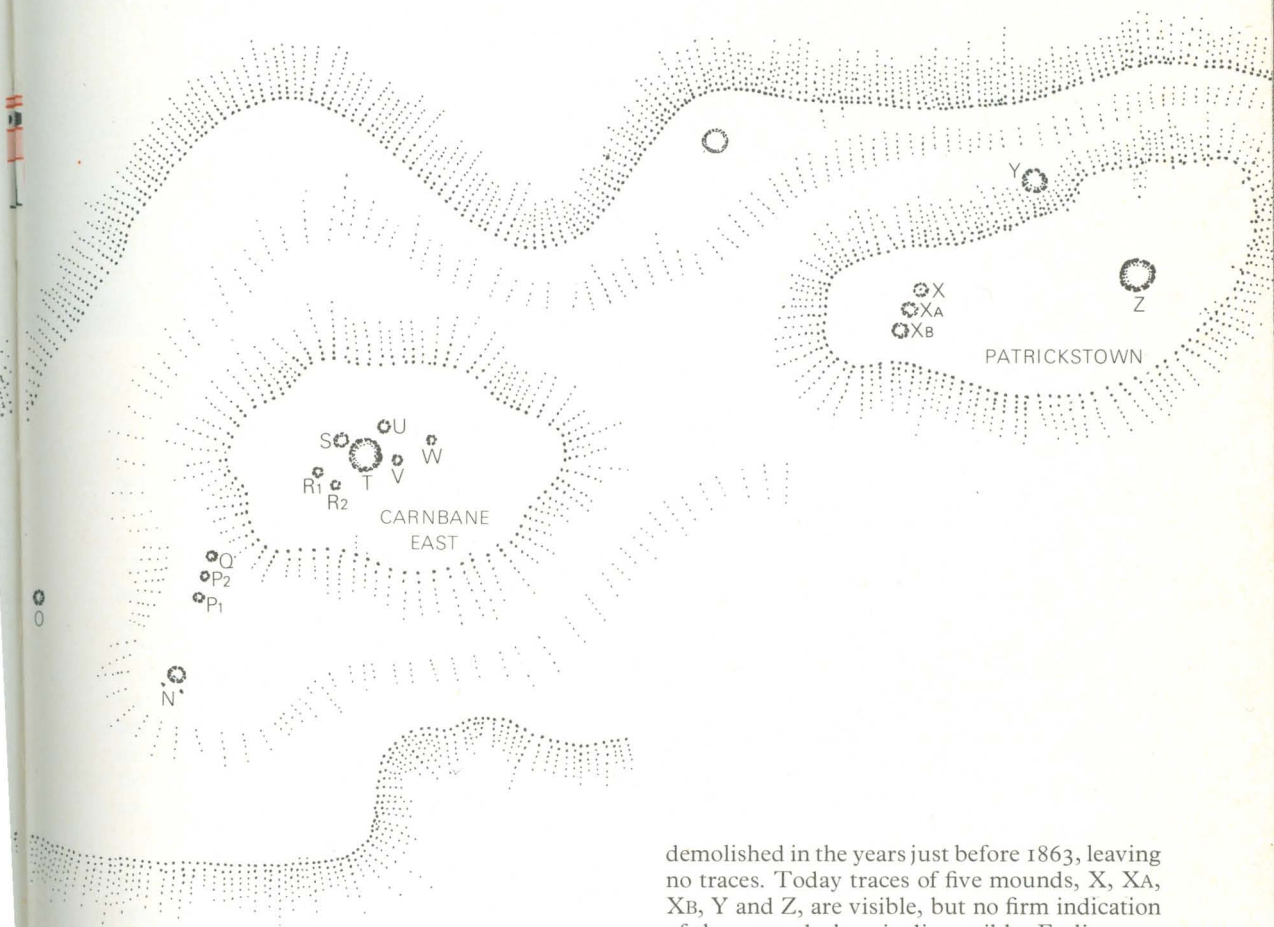 Y
X
XA
XB
Z
PATRICKSTOWN
U
S
W
V
T
R1
R2
CARNBANE
EAST
Q
P2
P1
O
N
demolished in the years just before 1863, leaving
no traces. Today traces of five mounds, X, XA,
XB, Y and Z, are visible, but no firm indication